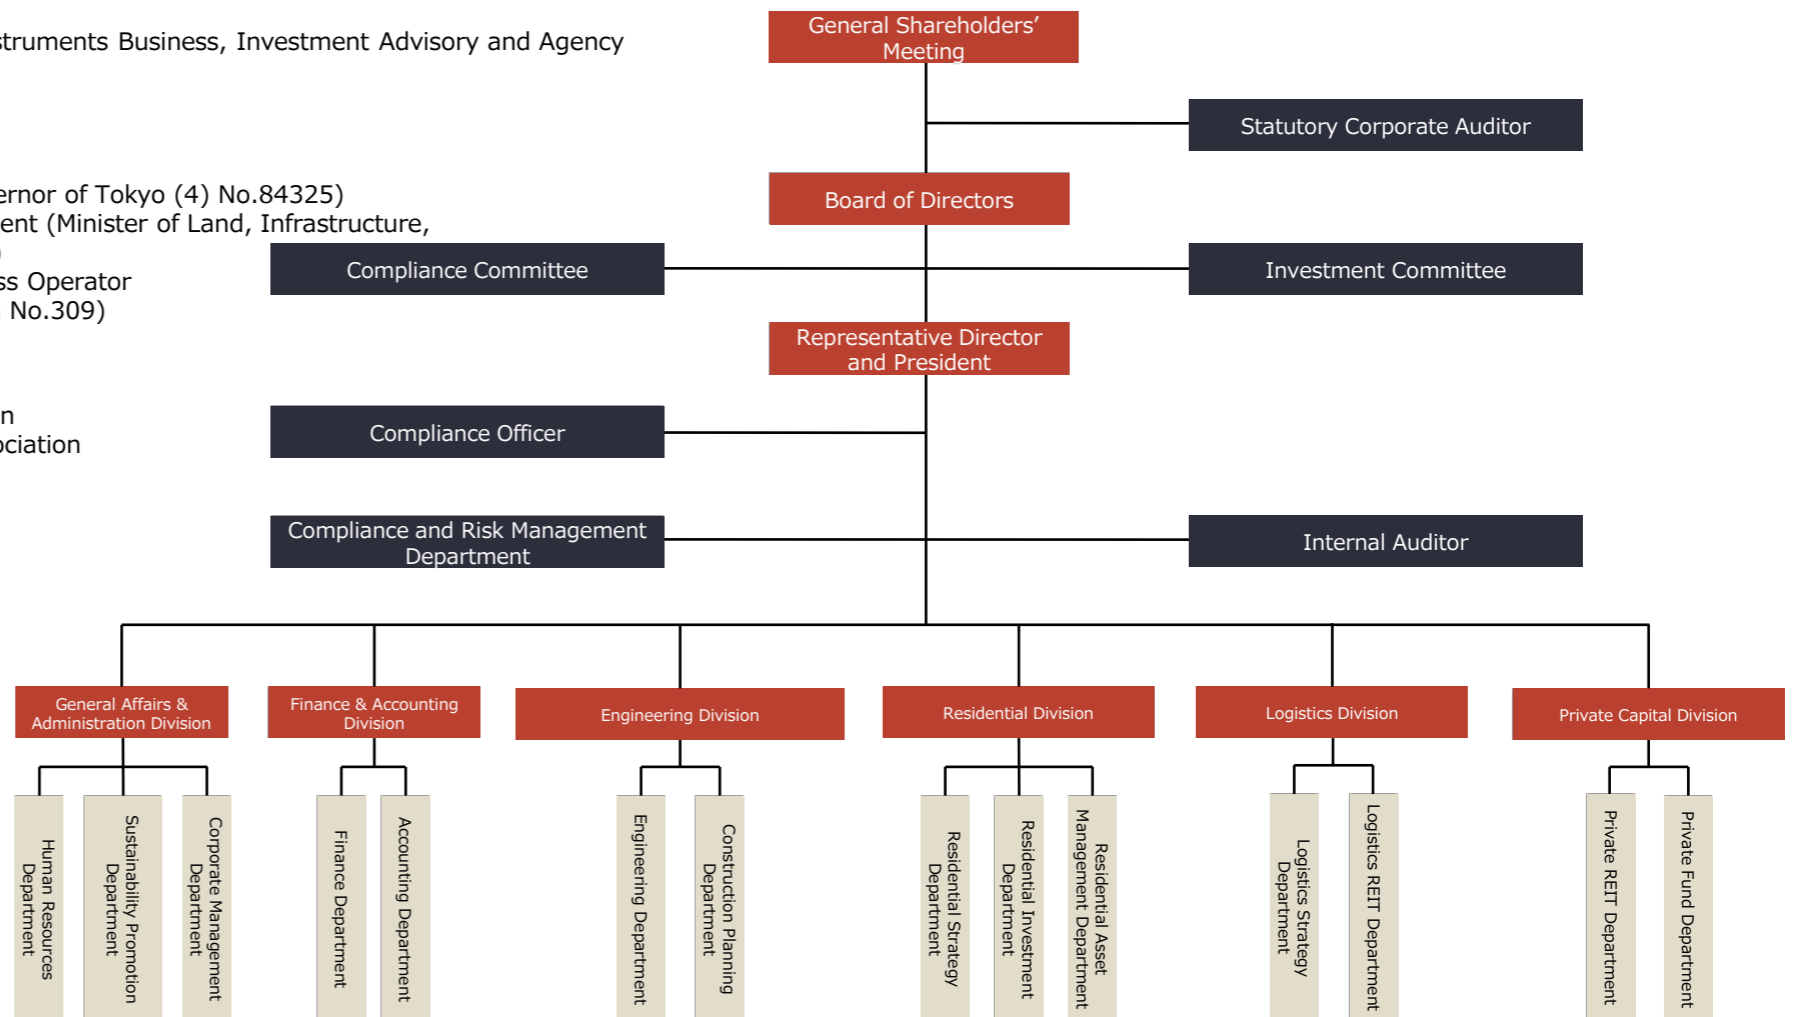 struments Business, Investment Advisory and Agency
General Shareholders’
Meeting
Statutory Corporate Auditor
ernor of Tokyo (4) No.84325)
ent (Minister of Land, Infrastructure,
)
ss Operator
No.309)
Board of Directors
Compliance Committee
Investment Committee
Representative Director
and President
n
ociation
Compliance Officer
Compliance and Risk Management
Department
Internal Auditor
General Affairs &
Administration Division
Finance & Accounting
Division
Engineering Division
Residential Division
Logistics Division
Private Capital Division
Human Resources
Department
Sustainability Promotion
Department
Corporate Management
Department
Finance Department
Accounting Department
Engineering Department
Construction Planning
Department
Residential Strategy
Department
Residential Investment
Department
Residential Asset
Management Department
Logistics Strategy
Department
Logistics REIT Department
Private REIT Department
Private Fund Department